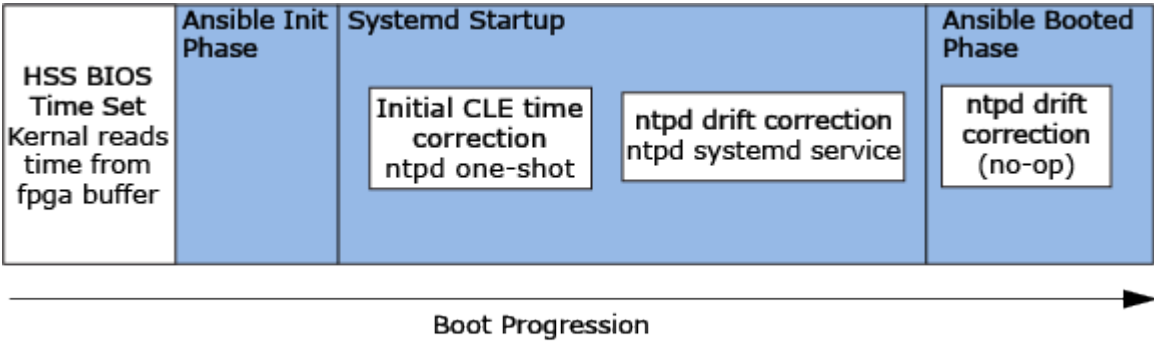 HSS BIOS
Time Set
Kernal reads
time from
fpga buffer
Ansible Init
Phase
Systemd Startup
Initial CLE time
correction
ntpd one-shot
ntpd drift correction
ntpd systemd service
Ansible Booted
Phase
ntpd drift
correction
(no-op)
Boot Progression